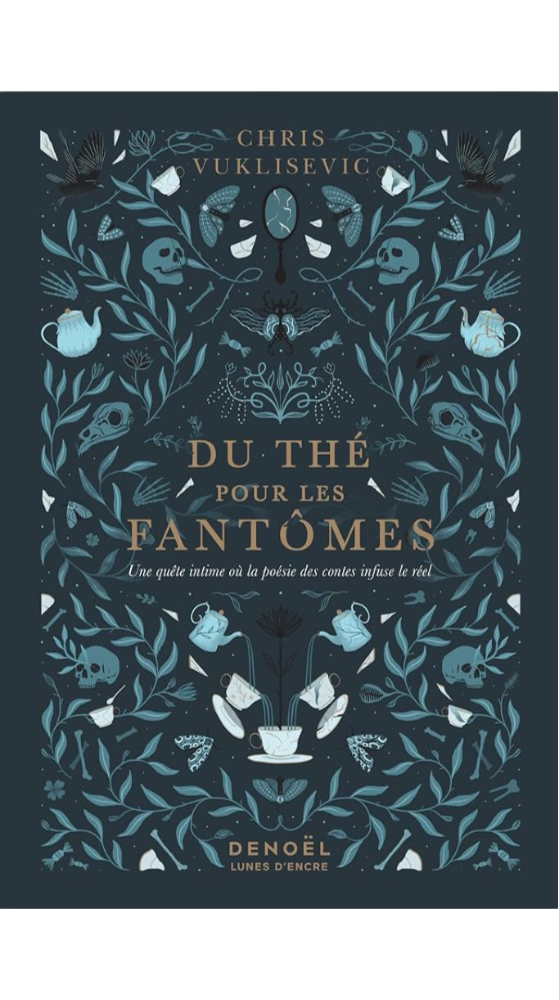 CHRIS
VUKLISEVIC
DU THÉ
POUR LES
FANTÔMES
Une quête intime où la poésie des contes infuse le réel
DENOËL
LUNES D'ENCRE